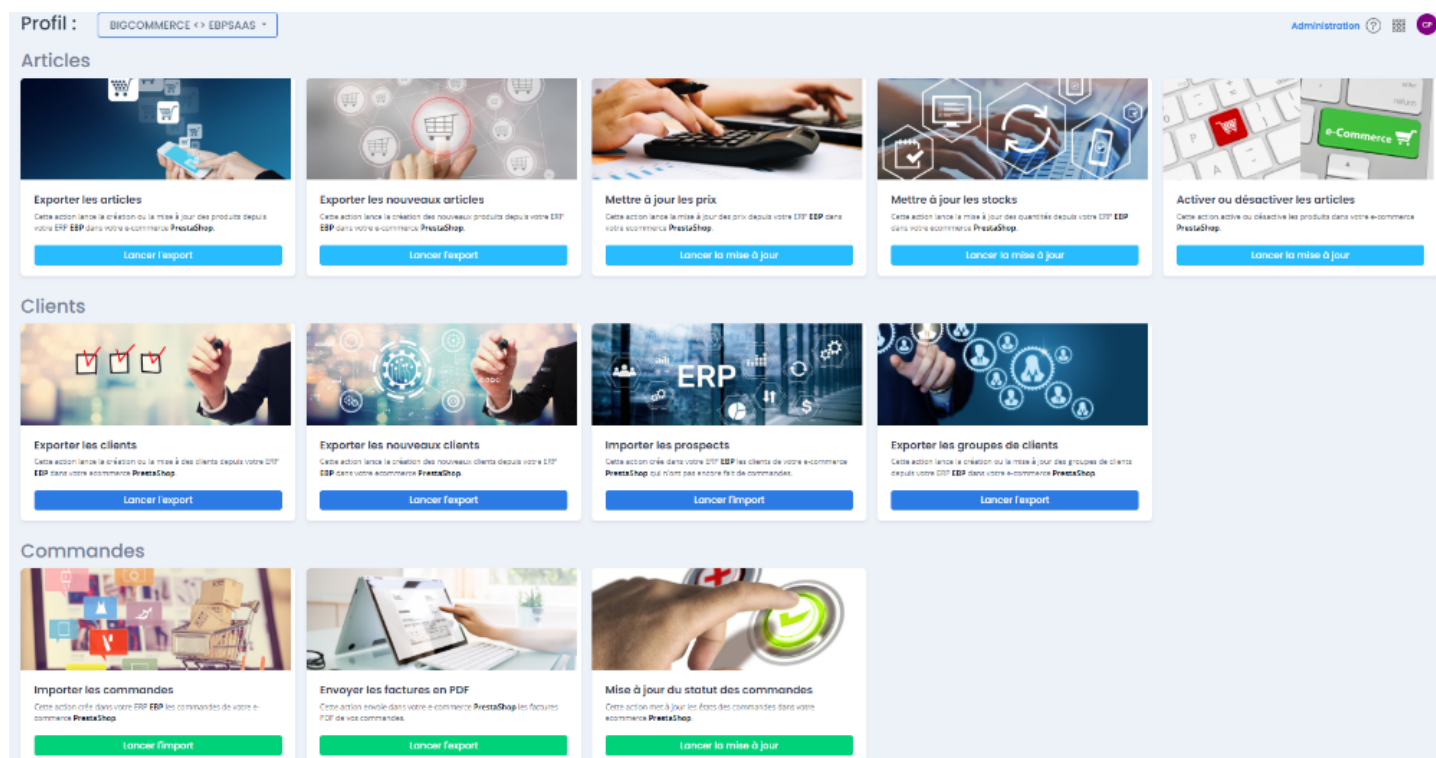 Profil :
BIGCOMMERCE <> EBPSAAS
Administration ?
CP
Articles
e-Commerce
return
Exporter les articles
Cette action lance la création ou la mise à jour des produits depuis
votre ERP EBP dans votre e-commerce PrestaShop.
Lancer l'export
Exporter les nouveaux articles
Cette action lance la création des nouveaux produits depuis votre ERP
EBP dans votre e-commerce PrestaShop.
Lancer l'export
Mettre à jour les prix
Cette action lance la mise à jour des prix depuis votre ERP EBP dans
votre ecommerce PrestaShop.
Lancer la mise à jour
Mettre à jour les stocks
Cette action lance la mise à jour des quantités depuis votre ERP EBP
dans votre ecommerce PrestaShop.
Lancer la mise à jour
Activer ou désactiver les articles
Cette action active ou désactive les produits dans votre e-commerce
PrestaShop.
Lancer la mise à jour
Clients
ERP
Exporter les clients
Cette action lance la création ou la mise à des clients depuis votre ERP
EBP dans votre ecommerce PrestaShop.
Lancer l'export
Exporter les nouveaux clients
Cette action lance la création des nouveaux clients depuis votre ERP
EBP dans votre ecommerce PrestaShop.
Lancer l'export
Importer les prospects
Cette action crée dans votre ERP EBP les clients de votre e-commerce
PrestaShop qui n'ont pas encore fait de commandes.
Lancer l'import
Exporter les groupes de clients
Cette action lance la création ou la mise à jour des groupes de clients
depuis votre ERP EBP dans votre e-commerce PrestaShop
Lancer l'export
Commandes
Importer les commandes
Cette action crée dans votre ERP EBP les commandes de votre e-
commerce PrestaShop
Lancer l'import
Envoyer les factures en PDF
Cette action envoie dans votre e-commerce PrestaShop les factures
PDF de vos commandes.
Lancer l'export
Mise à jour du statut des commandes
Cette action met à jour les états des commandes dans votre
ecommerce PrestaShop.
Lancer la mise à jour